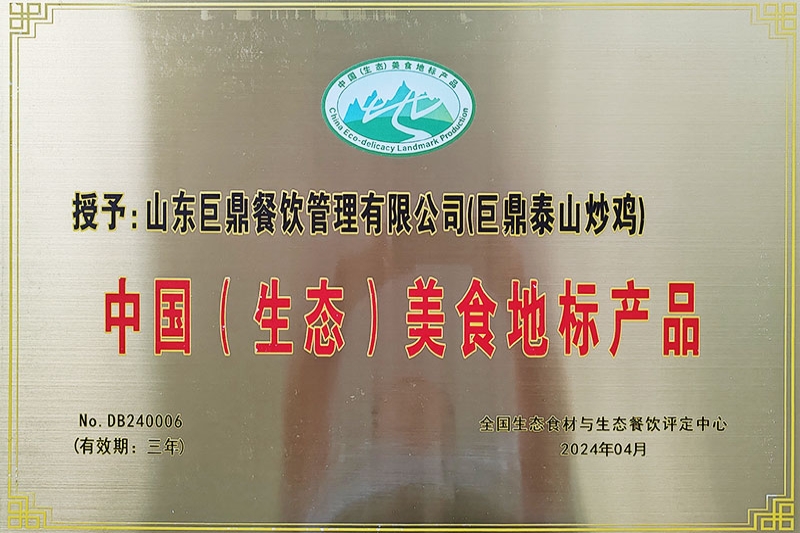 中国(生态)美食地标产品
China Eco-delicacy Landmark Production
授予:山东巨鼎餐饮管理有限公司(巨鼎泰山炒鸡)
中国(生态)美食地标产品
No.DB240006
(有效期:三年)
全国生态食材与生态餐饮评定中心
2024年04月